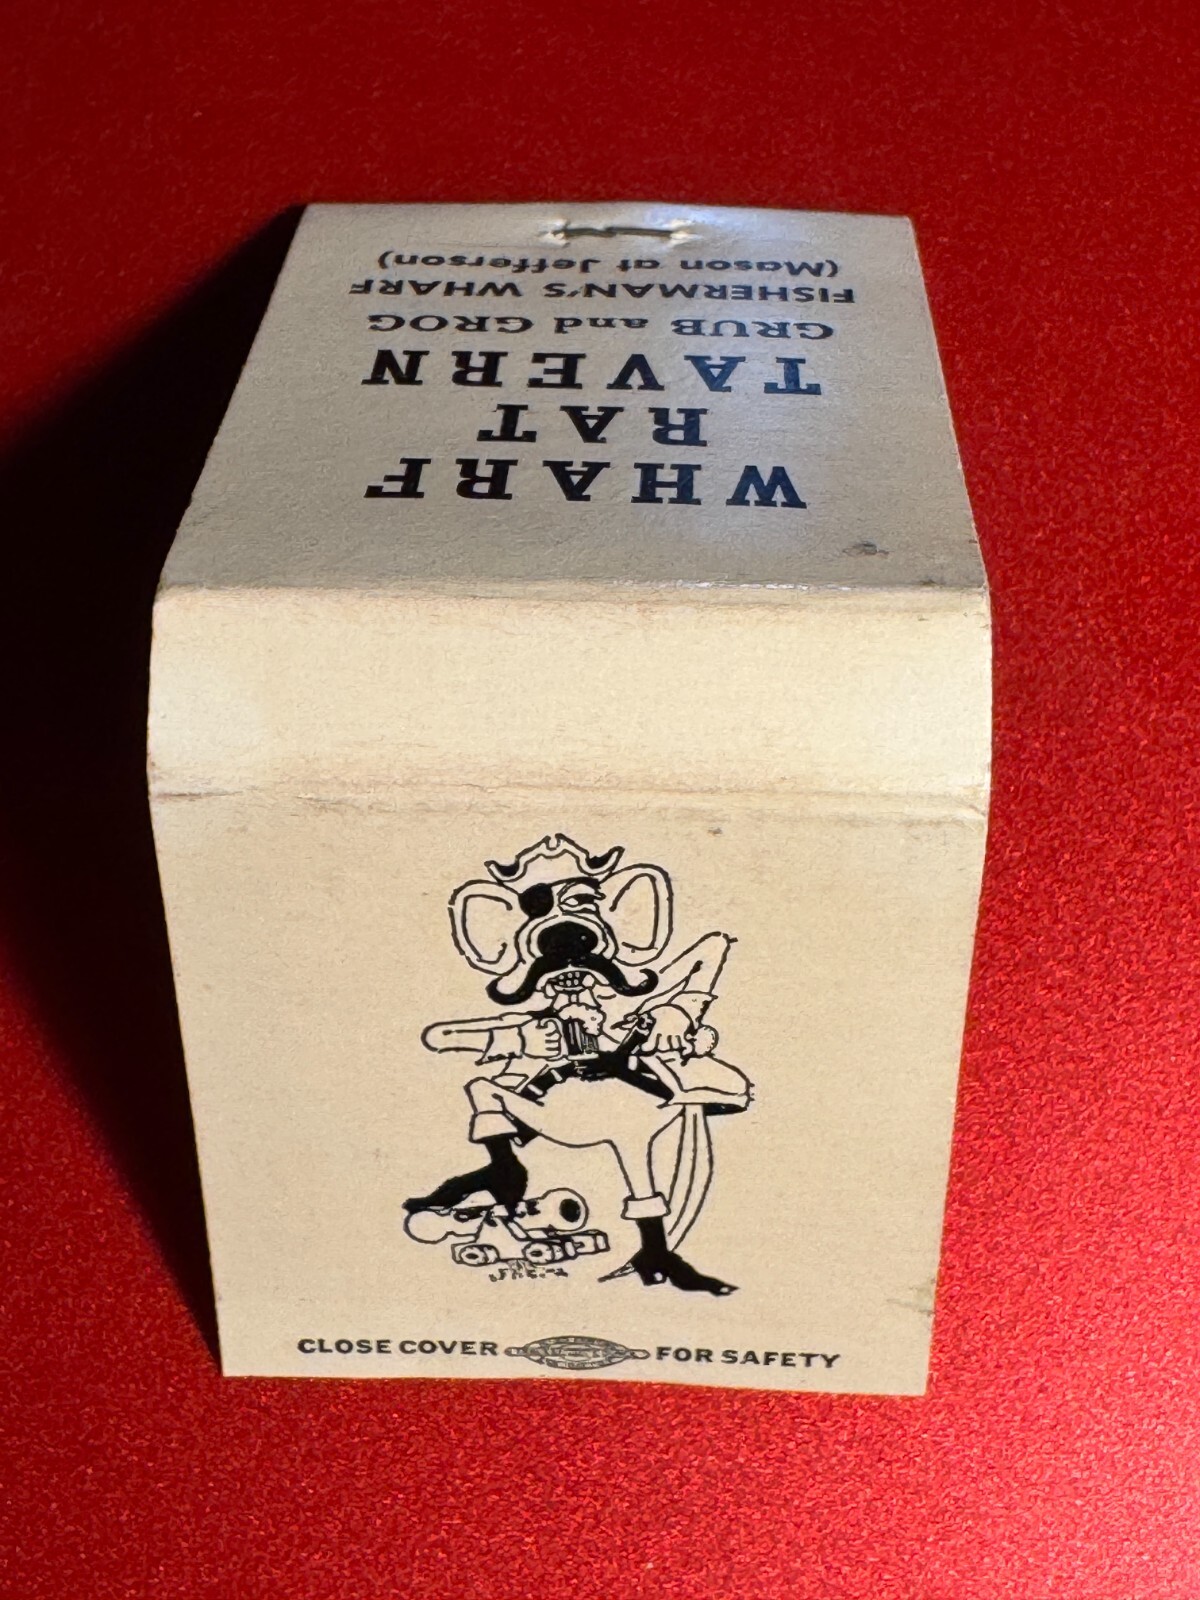 WHARF
RAT
TAVERN
GRUB and GROG
FISHERMAN'S WHARF
(Mason at Jefferson)
CLOSE COVER FOR SAFETY